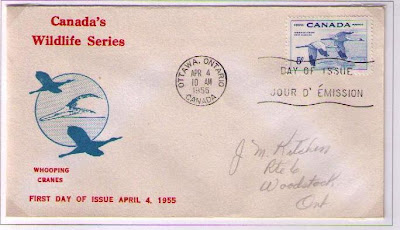 Canada's
Wildlife Series
WHOOPING
CRANES
FIRST DAY OF ISSUE APRIL 4, 1955
OTTAWA, ONTARIO
APR 4
10 AM
1955
CANADA
CANADA
5¢
DAY OF ISSUE
JOUR D'ÉMISSION
J. M. Kitchen
Rte 6
Woodstock
Ont